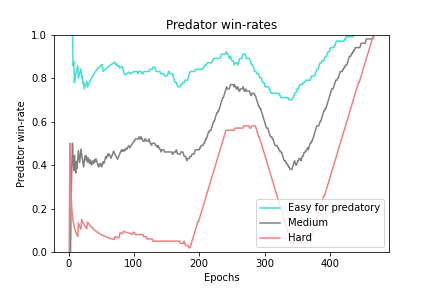 Predator win-rates
Predator win-rate
1.0
0.8
0.6
0.4
0.2
0.0
Easy for predatory
Medium
Hard
0
100
200
300
400
Epochs